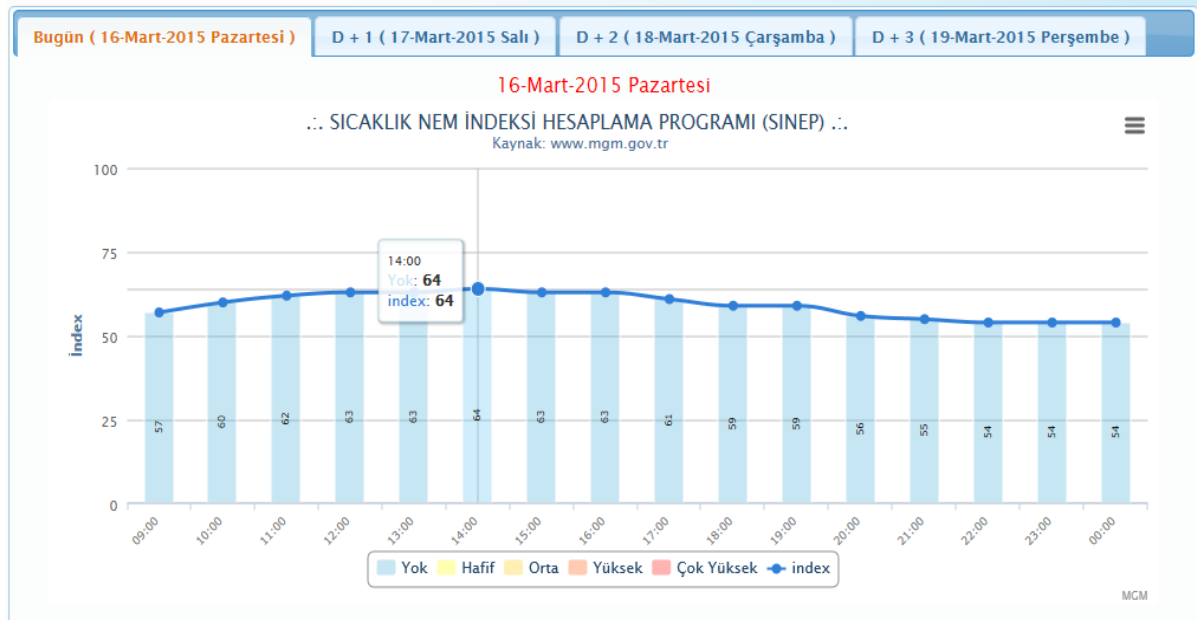 Bugün ( 16-Mart-2015 Pazartesi ) D + 1 ( 17-Mart-2015 Salı ) D + 2 ( 18-Mart-2015 Çarşamba ) D + 3 ( 19-Mart-2015 Perşembe )
16-Mart-2015 Pazartesi
.:. SICAKLIK NEM İNDEKSİ HESAPLAMA PROGRAMI (SINEP) .:.
Kaynak: www.mgm.gov.tr
100
75
50
25
0
İndex
14:00
Yok: 64
index: 64
57 60 62 63 63 64 63 63 61 59 59 56 55 54 54 54
09:00 10:00 11:00 12:00 13:00 14:00 15:00 16:00 17:00 18:00 19:00 20:00 21:00 22:00 23:00 00:00
Yok Hafif Orta Yüksek Çok Yüksek index
MGM